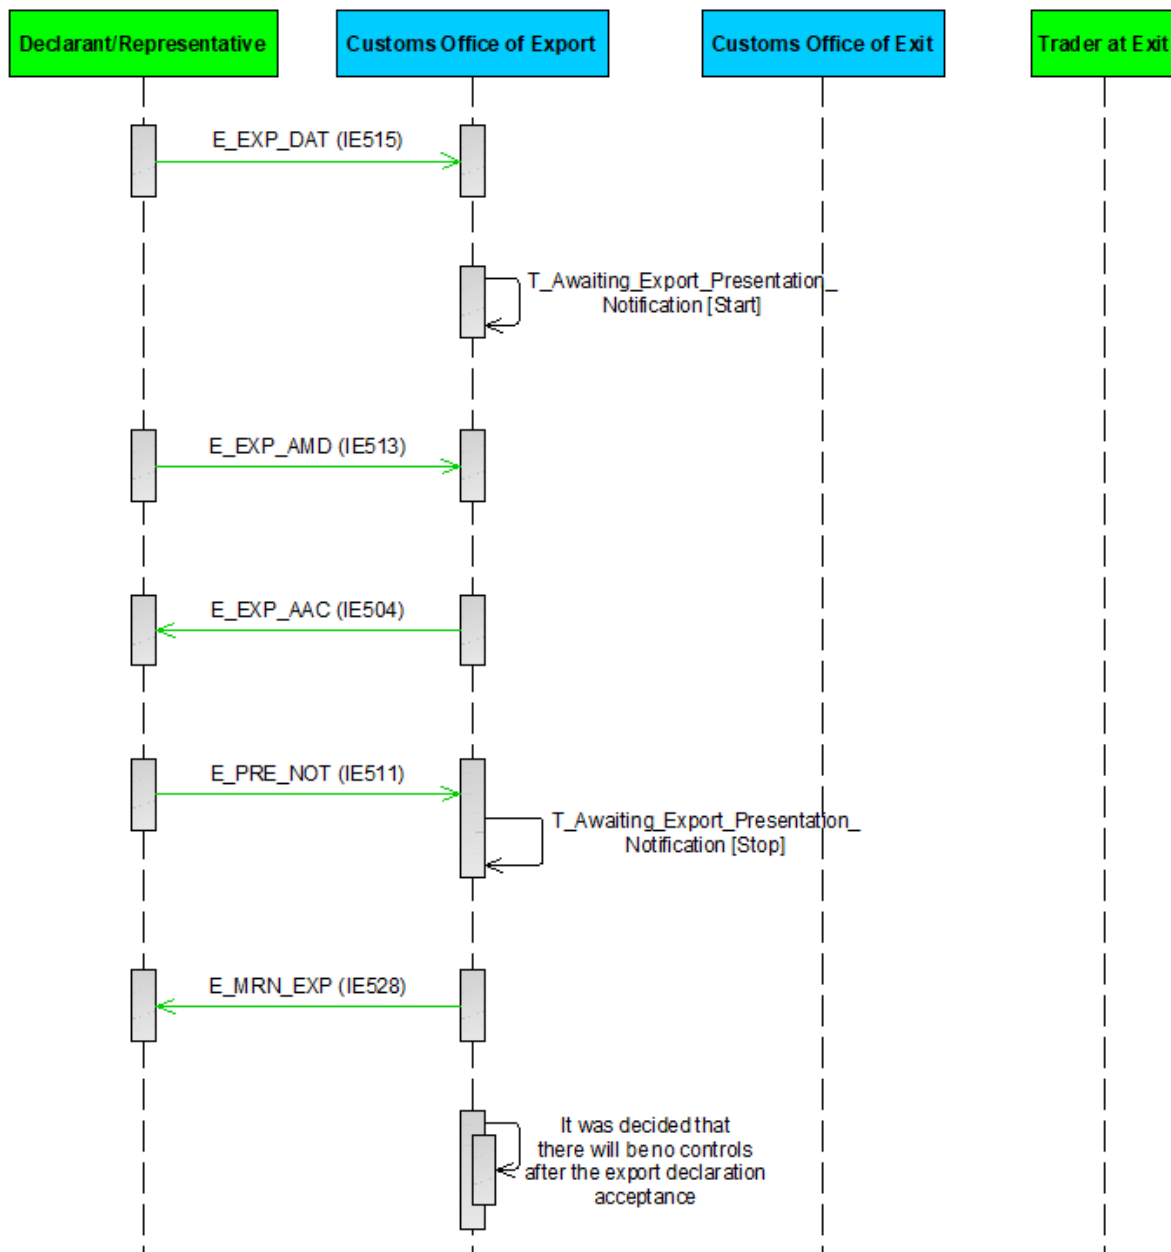 Declarant/Representative
Customs Office of Export
Customs Office of Exit
Trader at Exit
E_EXP_DAT (IE515)
T_Awaiting_Export_Presentation_
Notification [Start]
E_EXP_AMD (IE513)
E_EXP_AAC (IE504)
E_PRE_NOT (IE511)
T_Awaiting_Export_Presentation_
Notification [Stop]
E_MRN_EXP (IE528)
It was decided that
there will be no controls
after the export declaration
acceptance